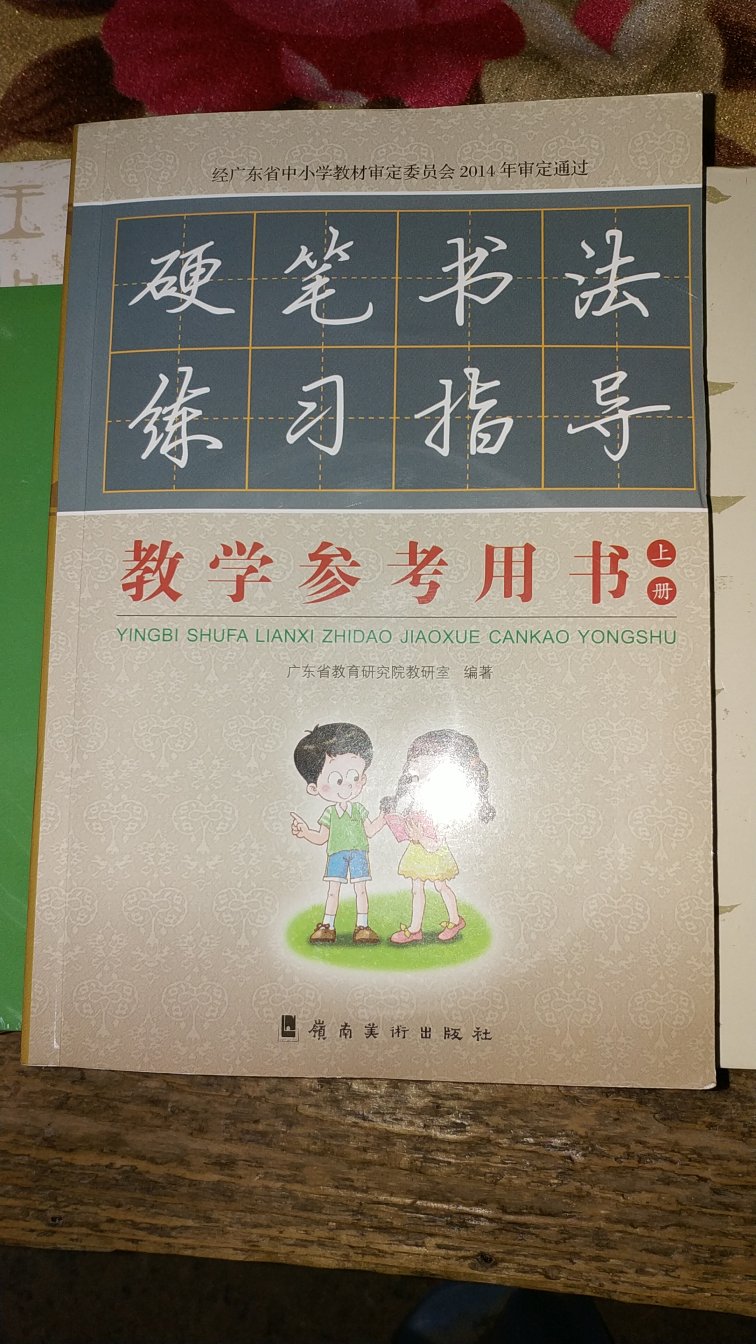 经广东省中小学教材审定委员会2014年审定通过
硬笔书法
练习指导
教学参考用书上册
YINGBI SHUFA LIANXI ZHIDAO JIAOXUE CANKAO YONGSHU
广东省教育研究院教研室 编著
嶺南美術出版社